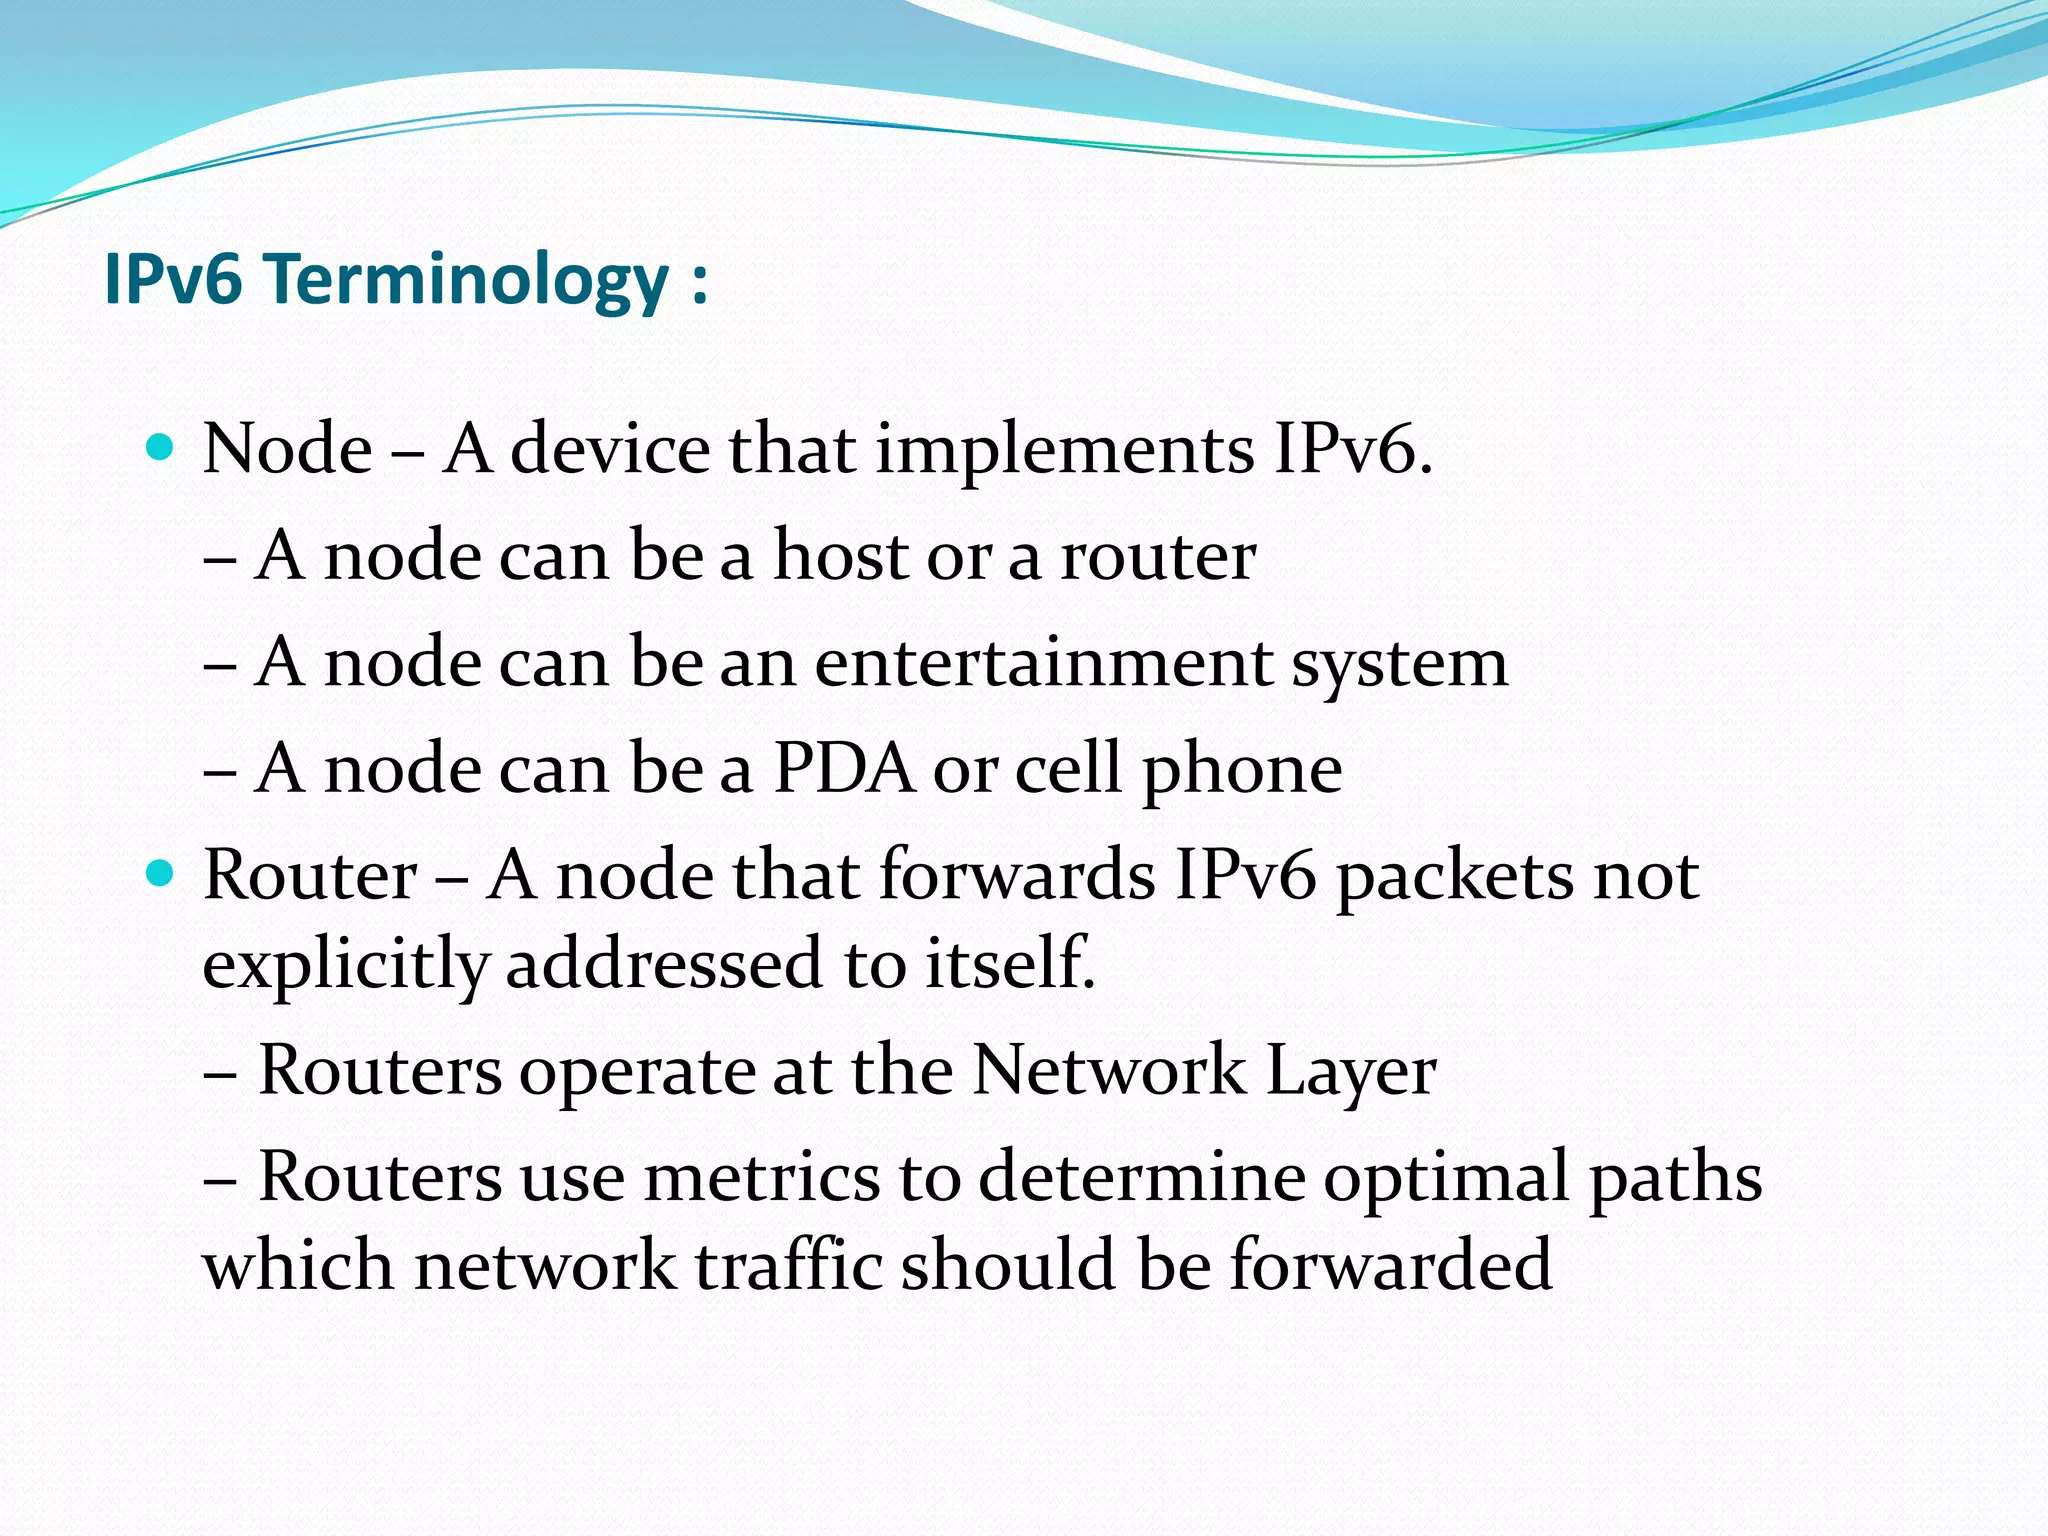 IPv6 Terminology :
• Node – A device that implements IPv6.
– A node can be a host or a router
– A node can be an entertainment system
– A node can be a PDA or cell phone
• Router – A node that forwards IPv6 packets not
explicitly addressed to itself.
– Routers operate at the Network Layer
– Routers use metrics to determine optimal paths
which network traffic should be forwarded